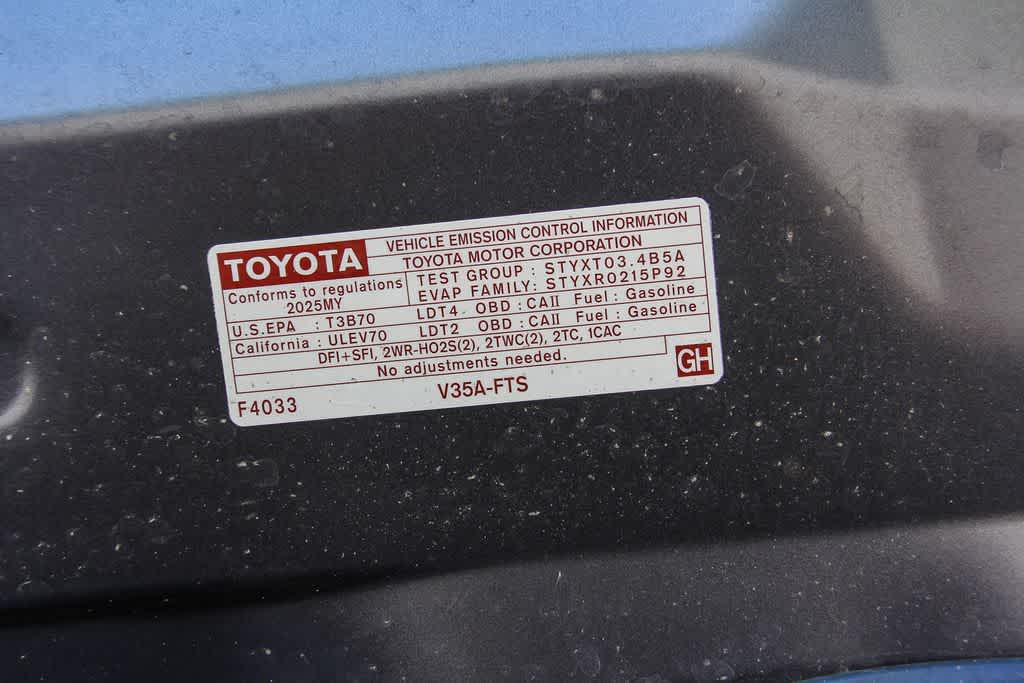 TOYOTA
VEHICLE EMISSION CONTROL INFORMATION
TOYOTA MOTOR CORPORATION
Conforms to regulations
2025MY
TEST GROUP : STYXT03.4B5A
EVAP FAMILY: STYXR0215P92
U.S.EPA : T3B70 LDT4 OBD : CAII Fuel : Gasoline
California : ULEV70 LDT2 OBD : CAII Fuel : Gasoline
DFI+SFI, 2WR-HO2S(2), 2TWC(2), 2TC, 1CAC
No adjustments needed.
GH
F4033 V35A-FTS